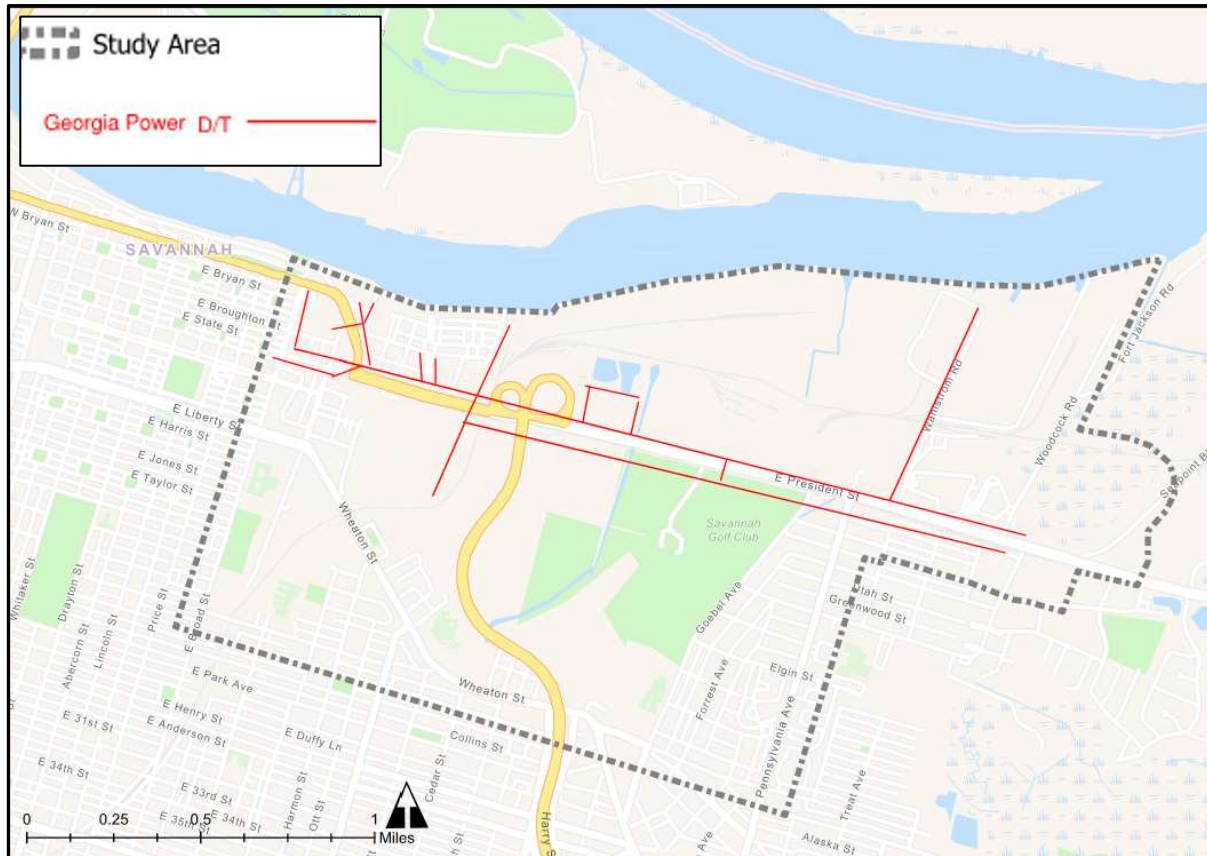 Study Area
Georgia Power D/T
W Bryan St
SAVANNAH
E Bryan St
E Broughton St
E State St
E Liberty St
E Harris St
E Jones St
E Taylor St
Whitaker St
Drayton St
Abercorn St
Lincoln St
Price St
E Broad St
Wheaton St
E Park Ave
E Henry St
E Anderson St
E 31st St
E 34th St
E Duffy Ln
E 33rd St
E 34th St
E 35th St
Harmon St
Ott St
Cedar St
Collins St
Wheaton St
Harry S
E President St
Savannah
Golf Club
Wahlstrom Rd
Woodcock Rd
Fort Jackson Rd
Goebel Ave
Forrest Ave
Pennsylvania Ave
Utah St
Greenwood St
Elgin St
Treat Ave
Alaska St
0 0.25 0.5 1
Miles